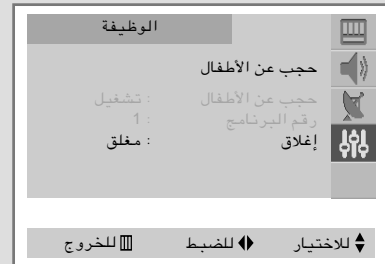 الوظيفة
حجب عن الأطفال
حجب عن الأطفال : تشغيل
رقم البرنامج : 1
إغلاق : مغلق
للاختيار للضبط للخروج